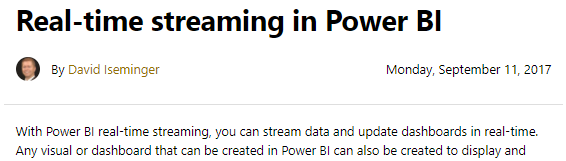 Real-time streaming in Power BI
By David Iseminger Monday, September 11, 2017
With Power BI real-time streaming, you can stream data and update dashboards in real-time.
Any visual or dashboard that can be created in Power BI can also be created to display and